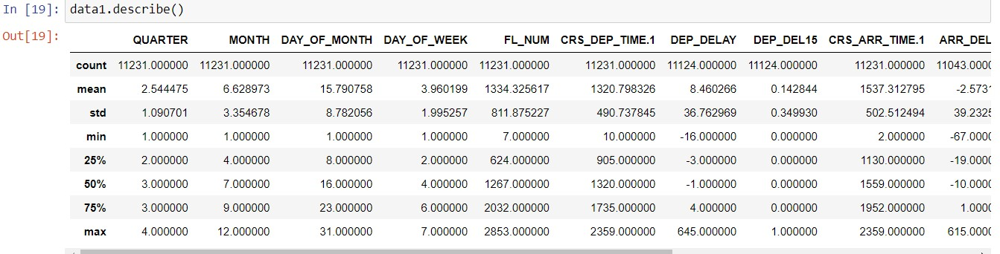 In [19]: data1.describe()
Out[19]:
QUARTER MONTH DAY_OF_MONTH DAY_OF_WEEK FL_NUM CRS_DEP_TIME.1 DEP_DELAY DEP_DEL15 CRS_ARR_TIME.1 ARR_DEL
count 11231.000000 11231.000000 11231.000000 11231.000000 11231.000000 11231.000000 11124.000000 11124.000000 11231.000000 11043.0000
mean 2.544475 6.628973 15.790758 3.960199 1334.325617 1320.798326 8.460266 0.142844 1537.312795 -2.573
std 1.090701 3.354678 8.782056 1.995257 811.875227 490.737845 36.762969 0.349930 502.512494 39.2325
min 1.000000 1.000000 1.000000 1.000000 7.000000 10.000000 -16.000000 0.000000 2.000000 -67.0000
25% 2.000000 4.000000 8.000000 2.000000 624.000000 905.000000 -3.000000 0.000000 1130.000000 -19.0000
50% 3.000000 7.000000 16.000000 4.000000 1267.000000 1320.000000 -1.000000 0.000000 1559.000000 -10.0000
75% 3.000000 9.000000 23.000000 6.000000 2032.000000 1735.000000 4.000000 0.000000 1952.000000 1.0000
max 4.000000 12.000000 31.000000 7.000000 2853.000000 2359.000000 645.000000 1.000000 2359.000000 615.0000